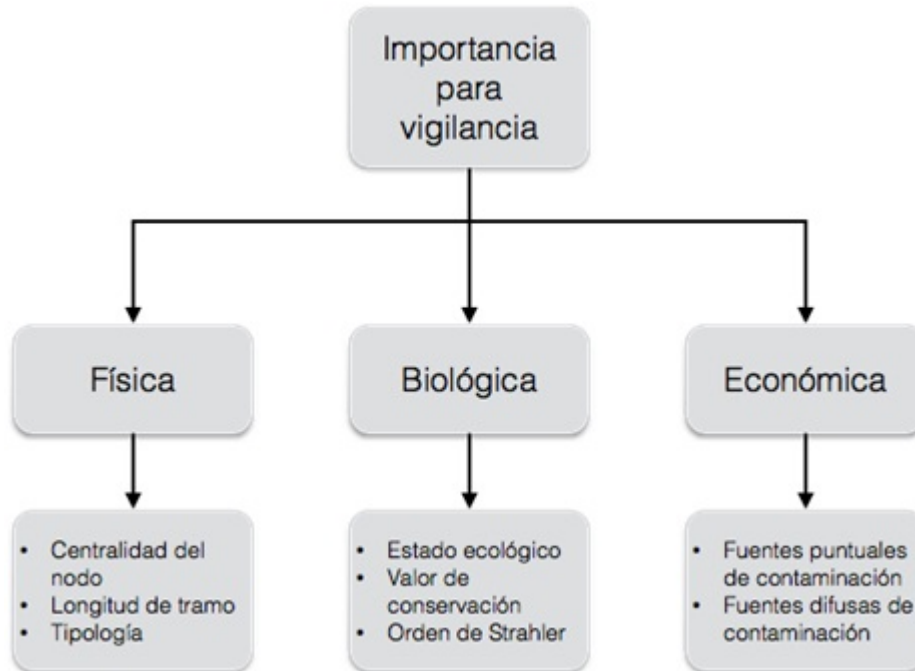 Importancia
para
vigilancia
Física
Biológica
Económica
• Centralidad del
nodo
• Longitud de tramo
• Tipología
• Estado ecológico
• Valor de
conservación
• Orden de Strahler
• Fuentes puntuales
de contaminación
• Fuentes difusas de
contaminación